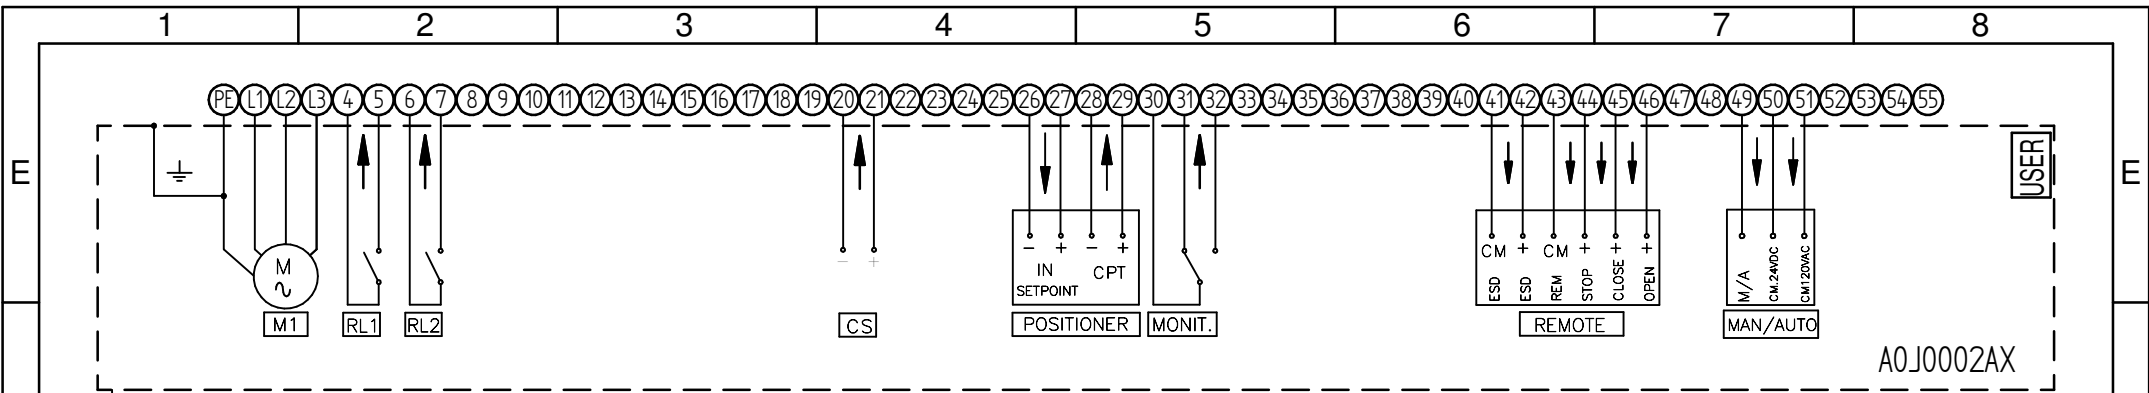 1 2 3 4 5 6 7 8
PE L1 L2 L3 4 5 6 7 8 9 10 11 12 13 14 15 16 17 18 19 20 21 22 23 24 25 26 27 28 29 30 31 32 33 34 35 36 37 38 39 40 41 42 43 44 45 46 47 48 49 50 51 52 53 54 55
E
USER
E
M
- +
- + - +
IN
SETPOINT
CPT
CM + CM + + +
ESD
ESD
REM
STOP
CLOSE
OPEN
M/A
CM.24VDC
CM120VAC
M1
RL1
RL2
CS
POSITIONER
MONIT.
REMOTE
MAN/AUTO
A0J0002AX